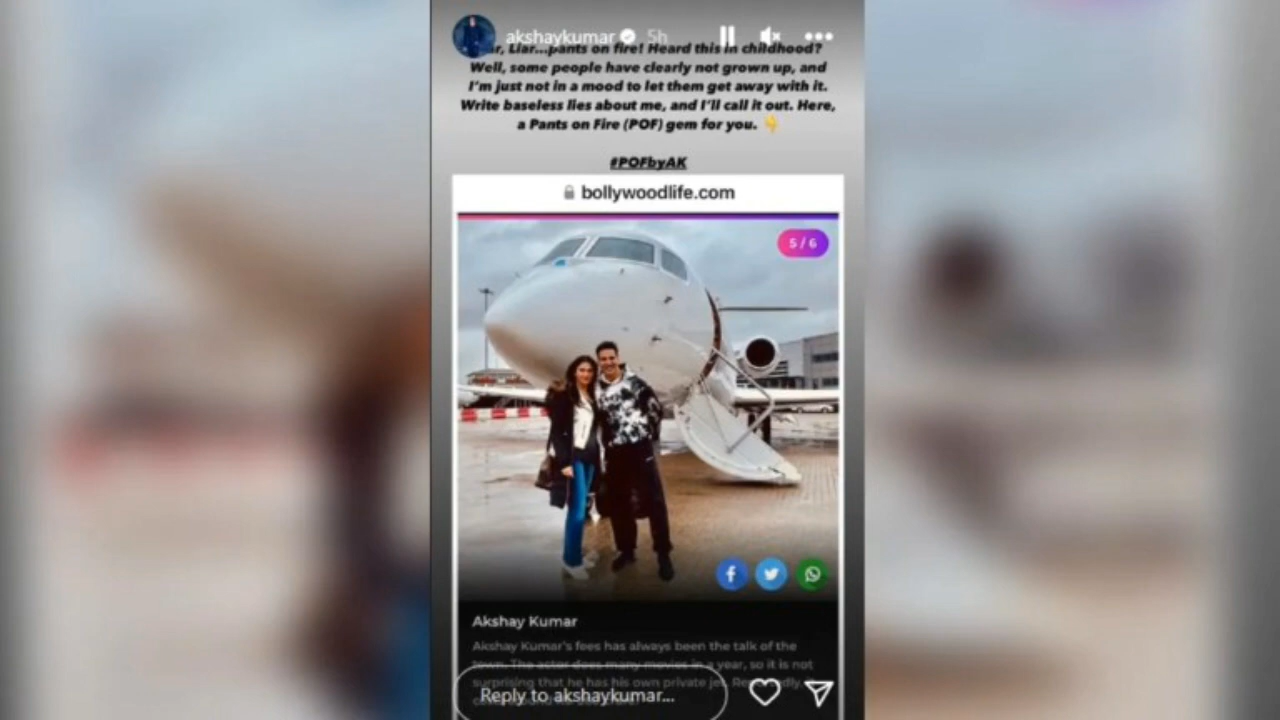 akshaykumar 5h
ar, Liar...pants on fire! Heard this in childhood?
Well, some people have clearly not grown up, and
I'm just not in a mood to let them get away with it.
Write baseless lies about me, and I'll call it out. Here,
a Pants on Fire (POF) gem for you. 👇
#POFbyAK
bollywoodlife.com
5 / 6
Akshay Kumar
Akshay Kumar's fees has always been the talk of the
town. The actor does many movies in a year, so it is not
surprising that he has his own private jet.
Reply to akshaykumar...